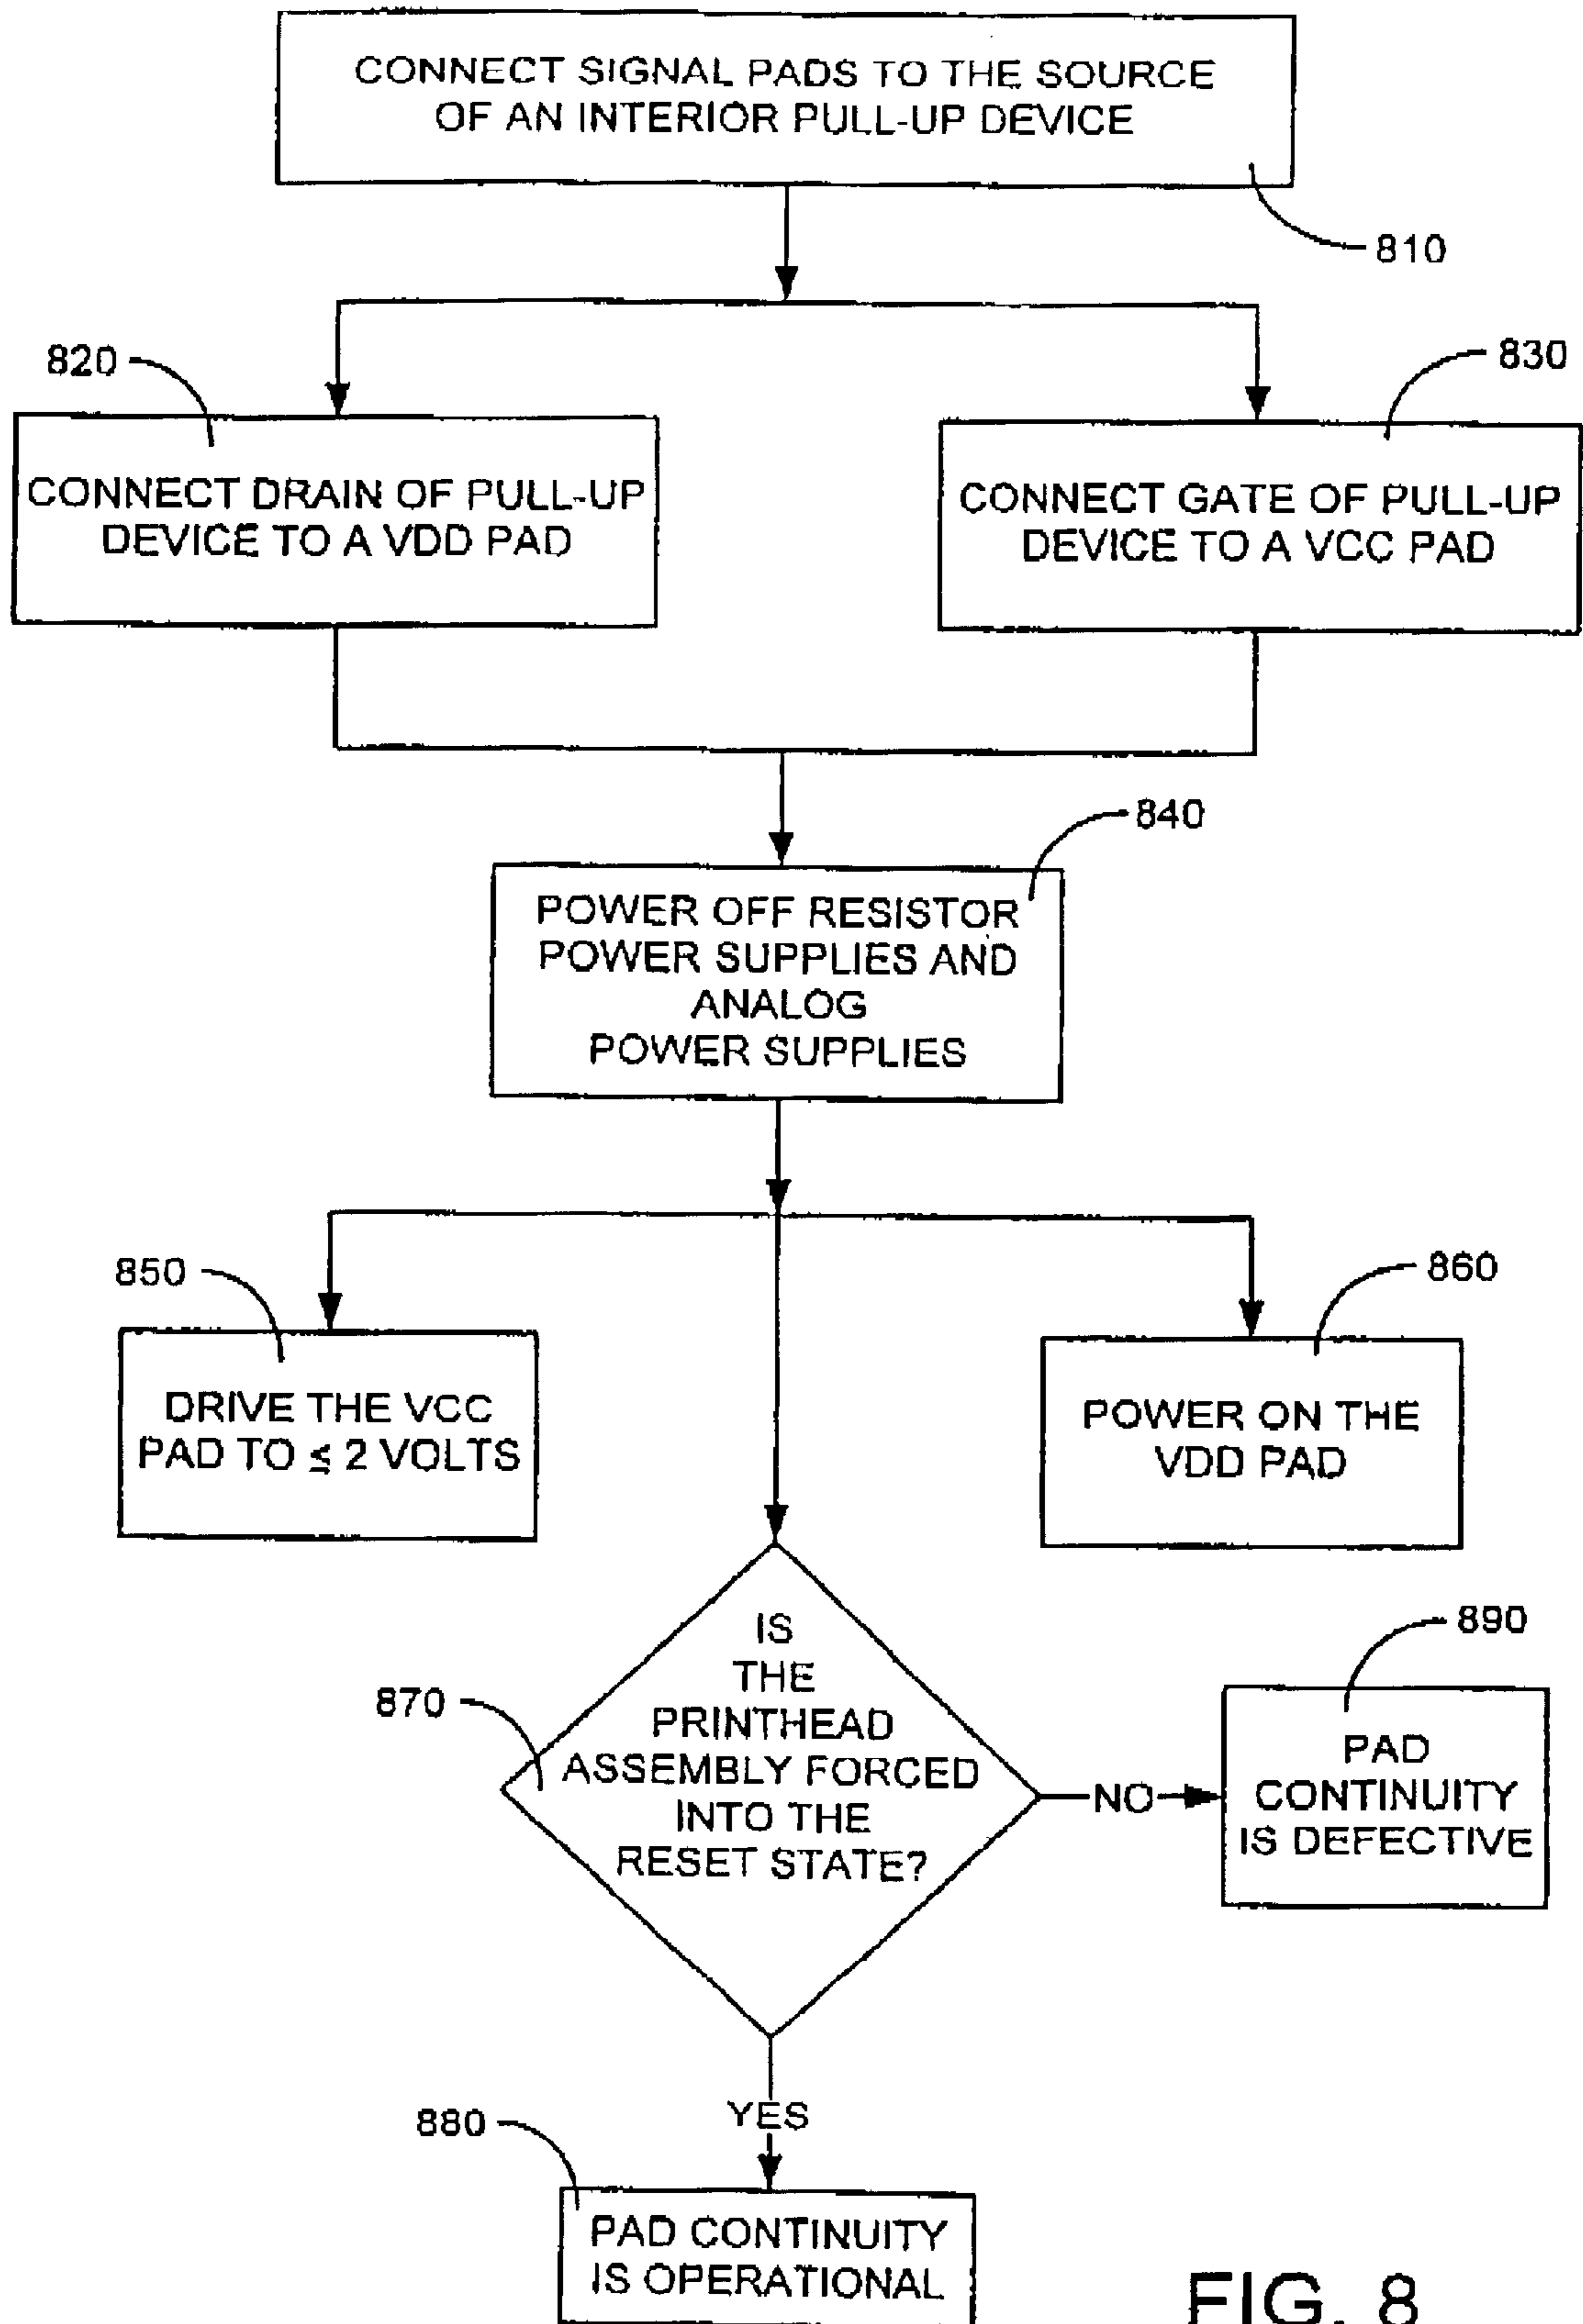 CONNECT SIGNAL PADS TO THE SOURCE
OF AN INTERIOR PULL-UP DEVICE
810
820
830
CONNECT DRAIN OF PULL-UP
DEVICE TO A VDD PAD
CONNECT GATE OF PULL-UP
DEVICE TO A VCC PAD
840
POWER OFF RESISTOR
POWER SUPPLIES AND
ANALOG
POWER SUPPLIES
850
860
DRIVE THE VCC
PAD TO ≤ 2 VOLTS
POWER ON THE
VDD PAD
870
IS
THE
PRINTHEAD
ASSEMBLY FORCED
INTO THE
RESET STATE?
NO
890
PAD
CONTINUITY
IS DEFECTIVE
YES
880
PAD CONTINUITY
IS OPERATIONAL
FIG. 8